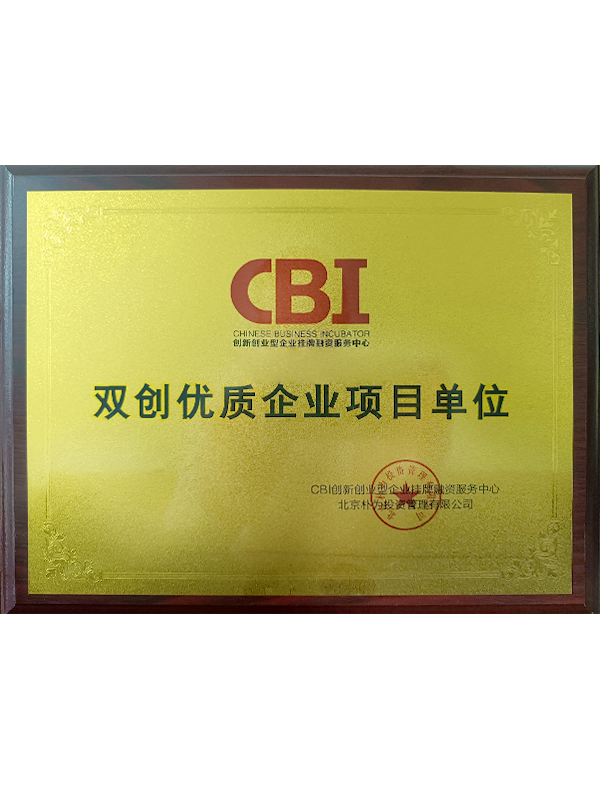 CBI
CHINESE BUSINESS INCUBATOR
创新创业型企业挂牌融资服务中心
双创优质企业项目单位
CBI创新创业型企业挂牌融资服务中心
北京朴为投资管理有限公司